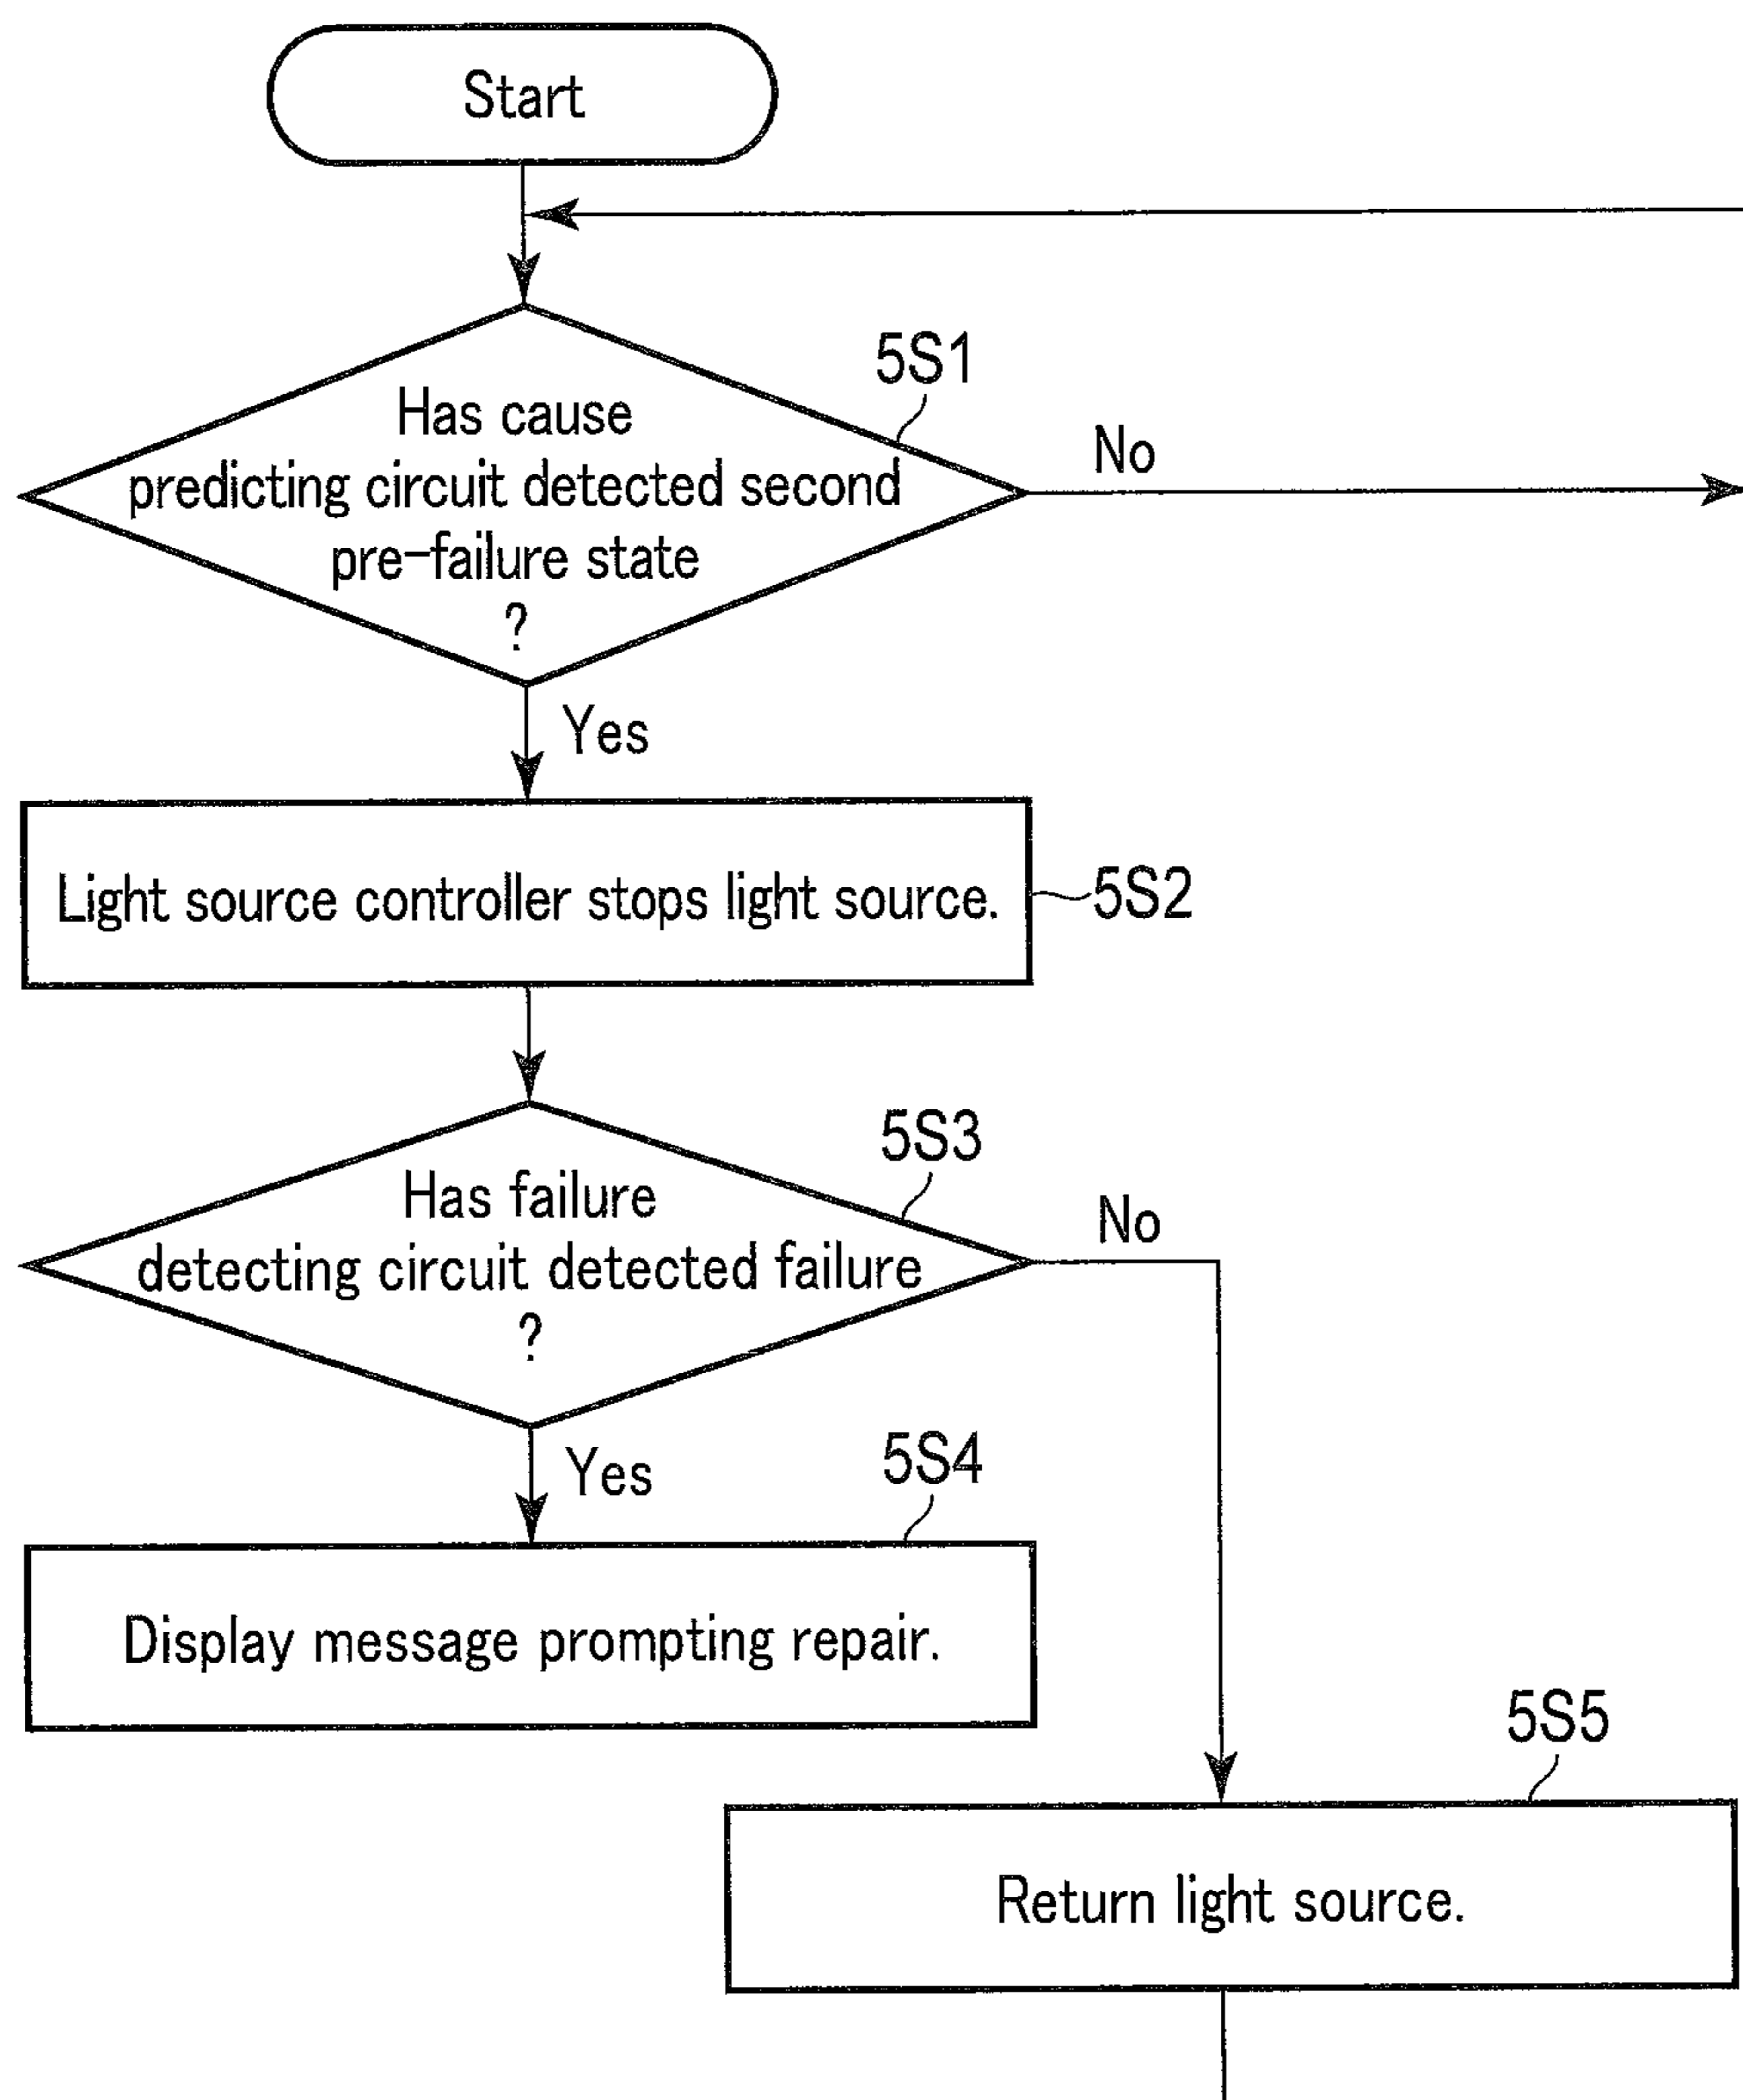 Start
5S1
Has cause
predicting circuit detected second
pre-failure state
?
No
Yes
Light source controller stops light source.
5S2
5S3
Has failure
detecting circuit detected failure
?
No
Yes
5S4
Display message prompting repair.
5S5
Return light source.